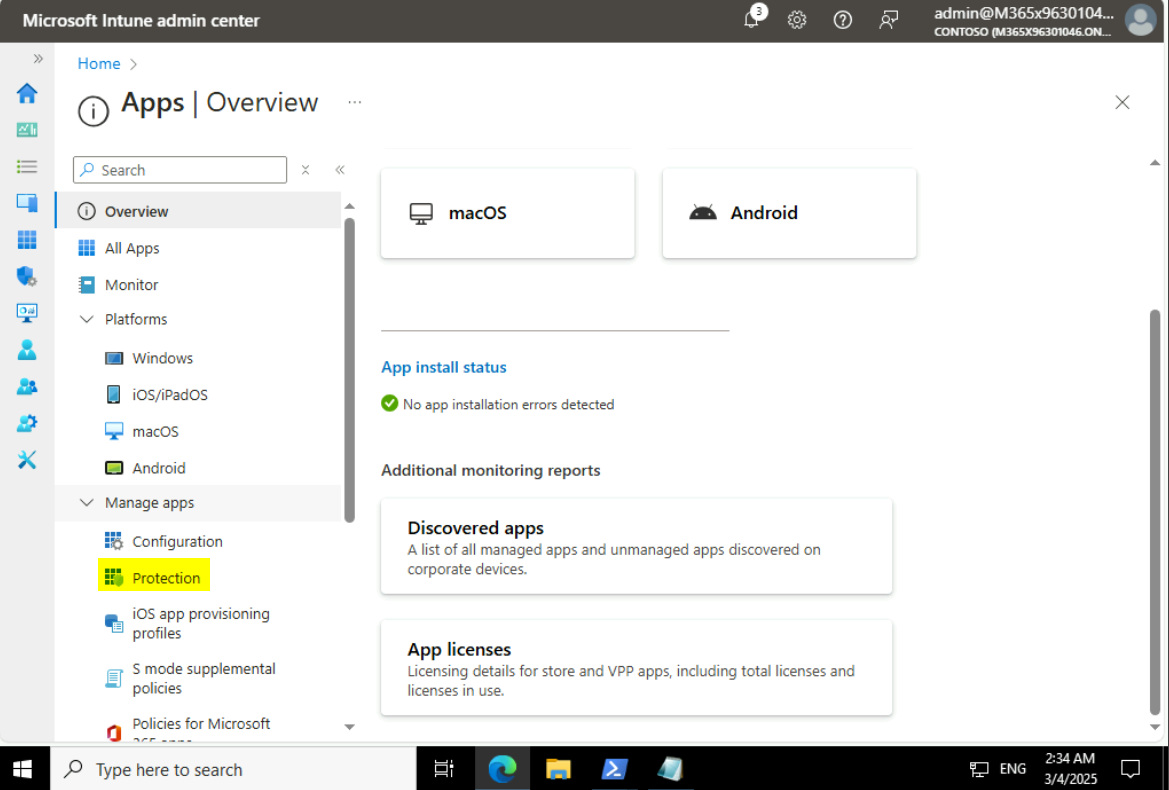 Microsoft Intune admin center
3
admin@M365x9630104...
CONTOSO (M365X96301046.ON...
Home
Apps | Overview
...
Search
Overview
All Apps
Monitor
Platforms
Windows
iOS/iPadOS
macOS
Android
Manage apps
Configuration
Protection
iOS app provisioning
profiles
S mode supplemental
policies
Policies for Microsoft
365 apps
macOS
Android
App install status
No app installation errors detected
Additional monitoring reports
Discovered apps
A list of all managed apps and unmanaged apps discovered on
corporate devices.
App licenses
Licensing details for store and VPP apps, including total licenses and
licenses in use.
Type here to search
ENG
2:34 AM
3/4/2025